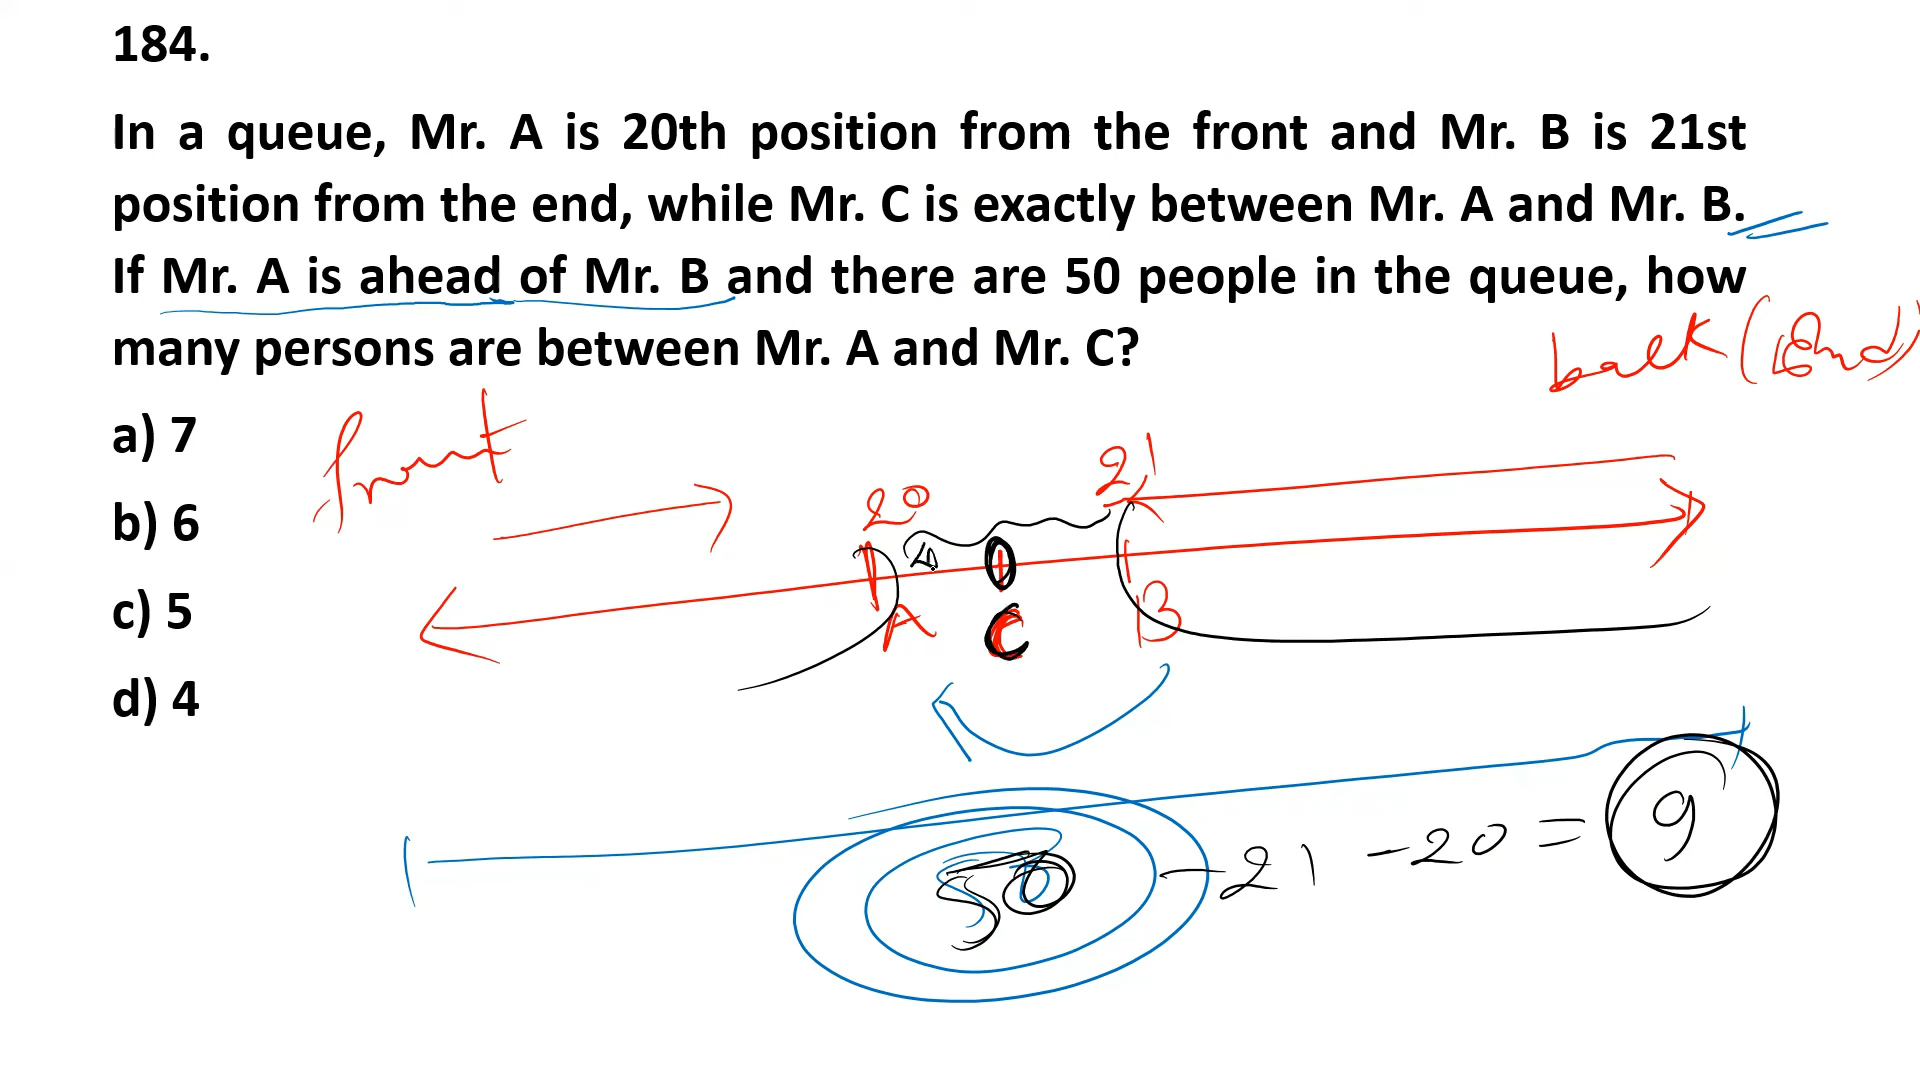 184.
In a queue, Mr. A is 20th position from the front and Mr. B is 21st
position from the end, while Mr. C is exactly between Mr. A and Mr. B.
If Mr. A is ahead of Mr. B and there are 50 people in the queue, how
many persons are between Mr. A and Mr. C?
back (End)
a) 7
front
21
20
b) 6
c) 5
A C B
d) 4
50 - 21 - 20 = 9